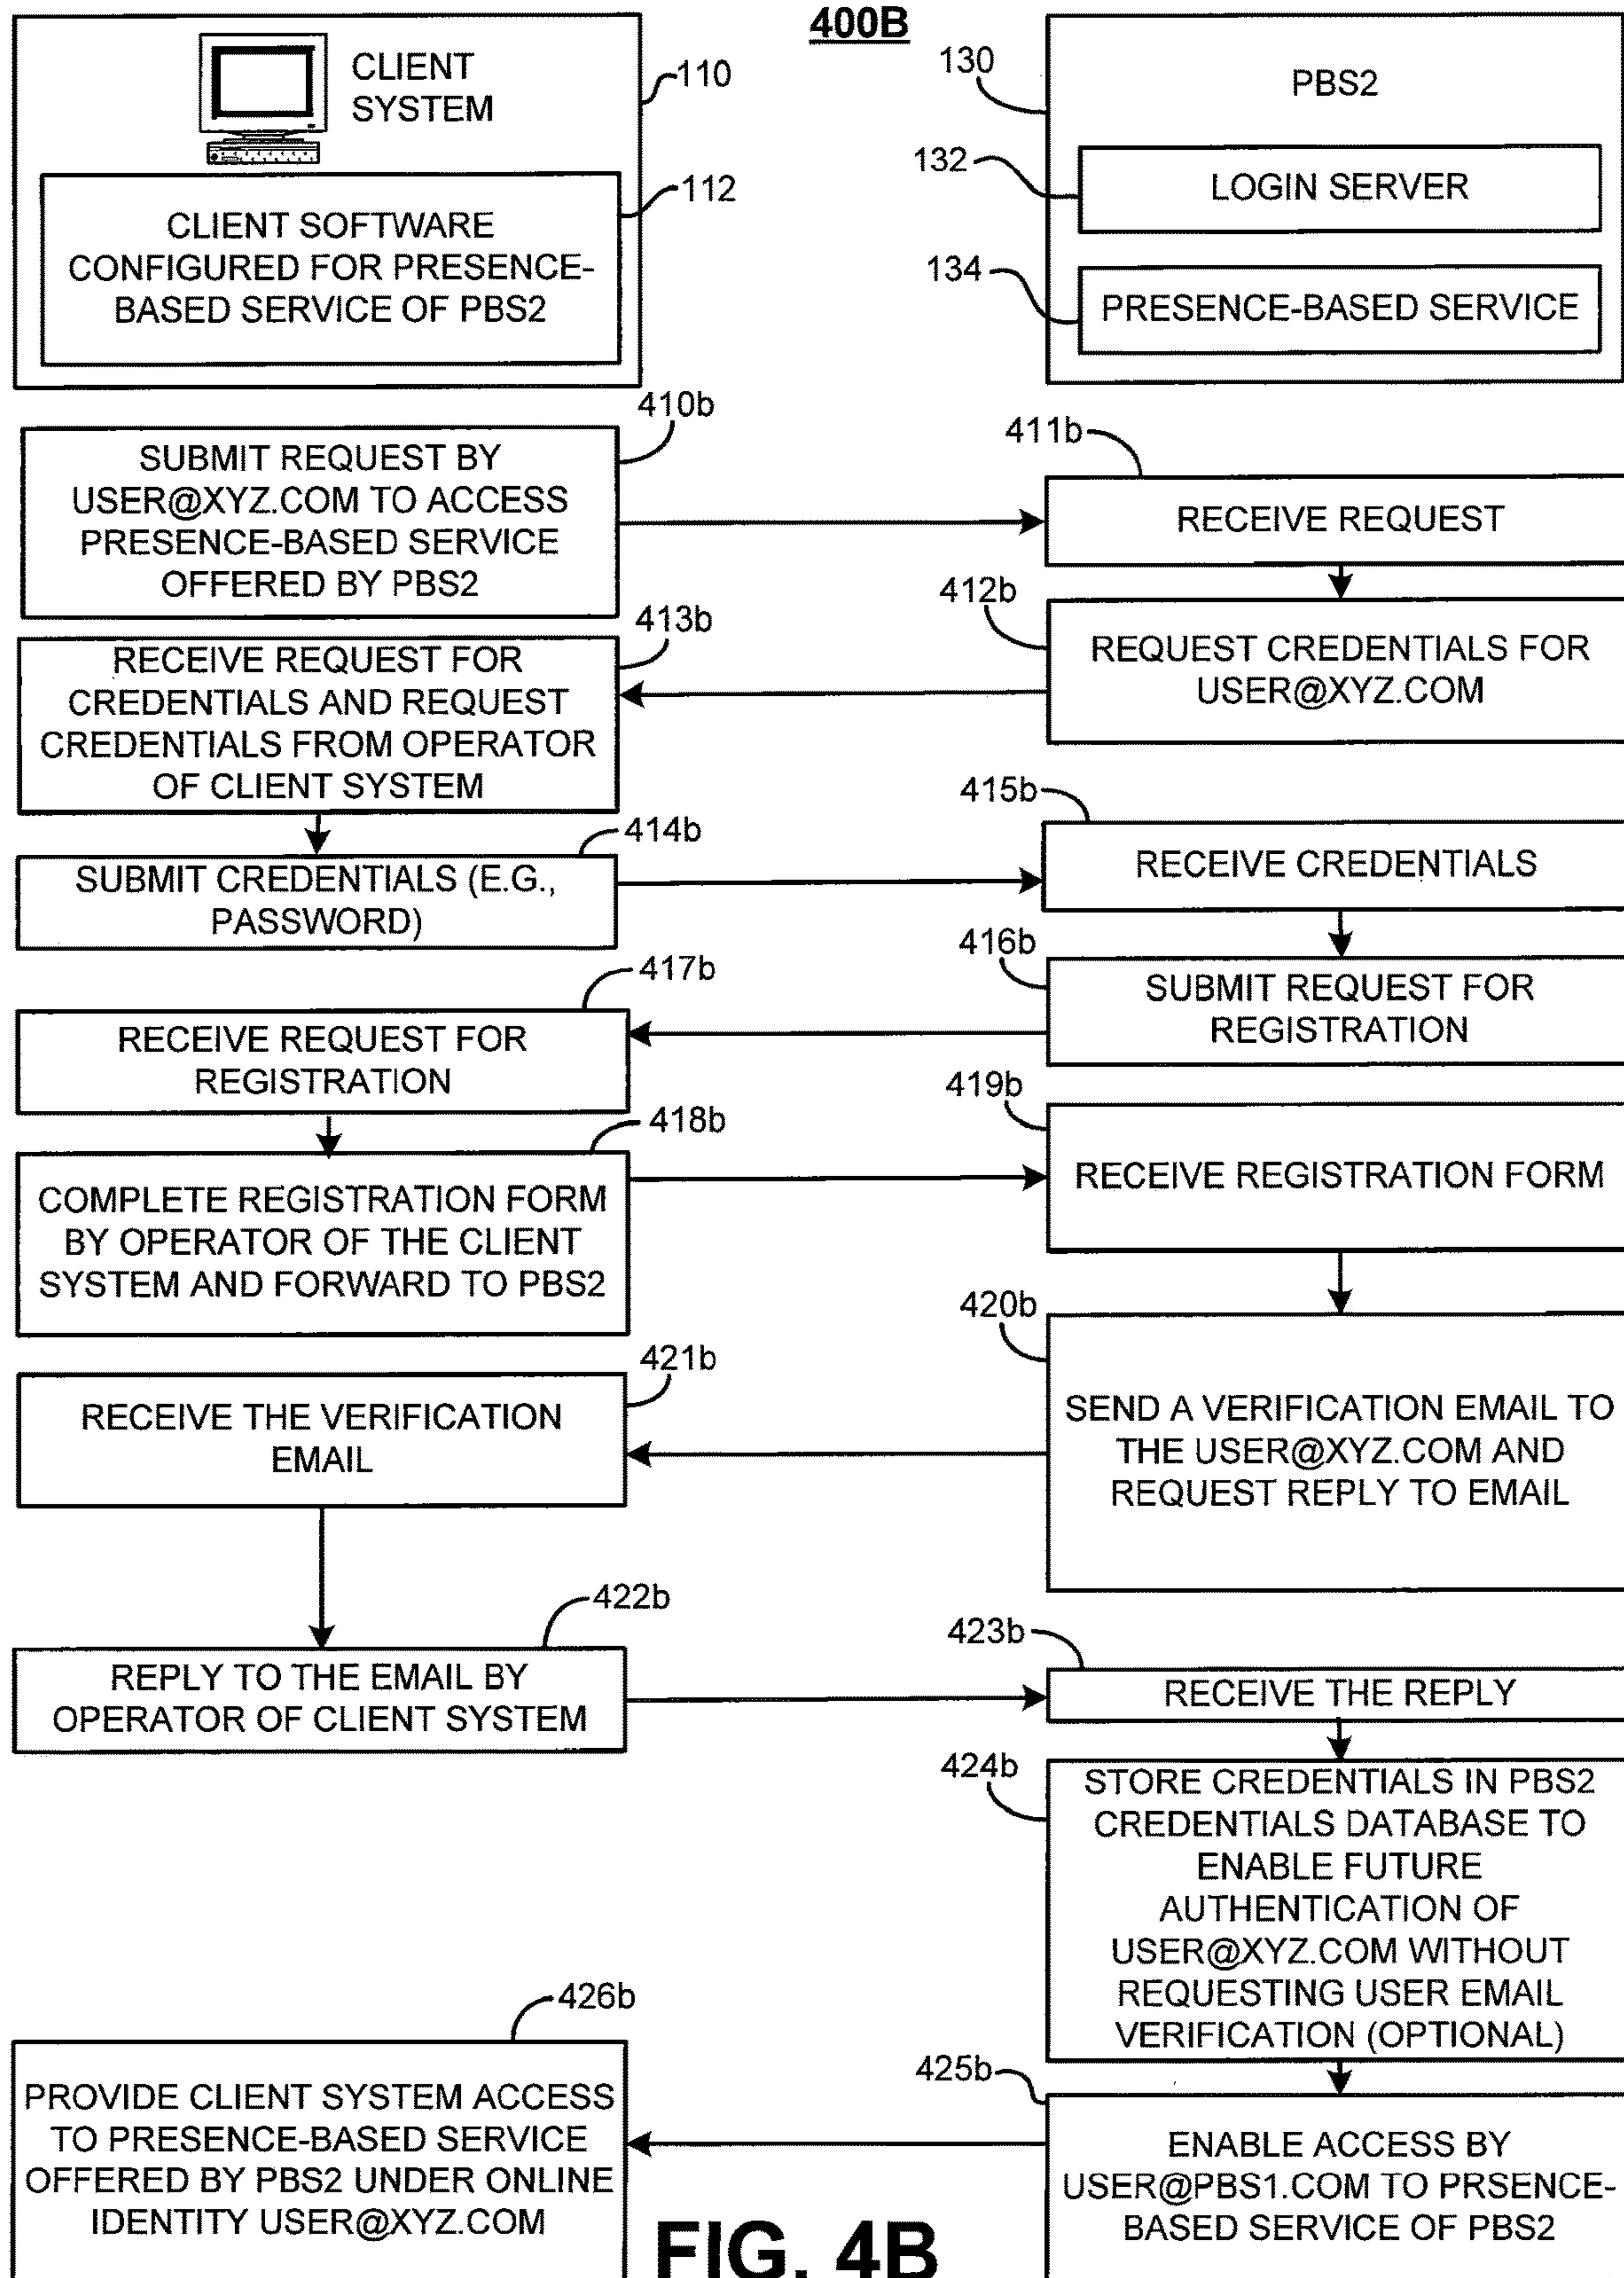 400B
CLIENT
SYSTEM
110
CLIENT SOFTWARE
CONFIGURED FOR PRESENCE-
BASED SERVICE OF PBS2
112
130
PBS2
132
LOGIN SERVER
134
PRESENCE-BASED SERVICE
410b
SUBMIT REQUEST BY
USER@XYZ.COM TO ACCESS
PRESENCE-BASED SERVICE
OFFERED BY PBS2
411b
RECEIVE REQUEST
412b
REQUEST CREDENTIALS FOR
USER@XYZ.COM
413b
RECEIVE REQUEST FOR
CREDENTIALS AND REQUEST
CREDENTIALS FROM OPERATOR
OF CLIENT SYSTEM
414b
SUBMIT CREDENTIALS (E.G.,
PASSWORD)
415b
RECEIVE CREDENTIALS
416b
SUBMIT REQUEST FOR
REGISTRATION
417b
RECEIVE REQUEST FOR
REGISTRATION
418b
COMPLETE REGISTRATION FORM
BY OPERATOR OF THE CLIENT
SYSTEM AND FORWARD TO PBS2
419b
RECEIVE REGISTRATION FORM
420b
SEND A VERIFICATION EMAIL TO
THE USER@XYZ.COM AND
REQUEST REPLY TO EMAIL
421b
RECEIVE THE VERIFICATION
EMAIL
422b
REPLY TO THE EMAIL BY
OPERATOR OF CLIENT SYSTEM
423b
RECEIVE THE REPLY
424b
STORE CREDENTIALS IN PBS2
CREDENTIALS DATABASE TO
ENABLE FUTURE
AUTHENTICATION OF
USER@XYZ.COM WITHOUT
REQUESTING USER EMAIL
VERIFICATION (OPTIONAL)
425b
ENABLE ACCESS BY
USER@PBS1.COM TO PRSENCE-
BASED SERVICE OF PBS2
426b
PROVIDE CLIENT SYSTEM ACCESS
TO PRESENCE-BASED SERVICE
OFFERED BY PBS2 UNDER ONLINE
IDENTITY USER@XYZ.COM
FIG. 4B